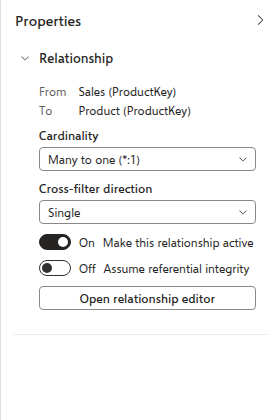 Properties
Relationship
From Sales (ProductKey)
To Product (ProductKey)
Cardinality
Many to one (*:1)
Cross-filter direction
Single
On Make this relationship active
Off Assume referential integrity
Open relationship editor